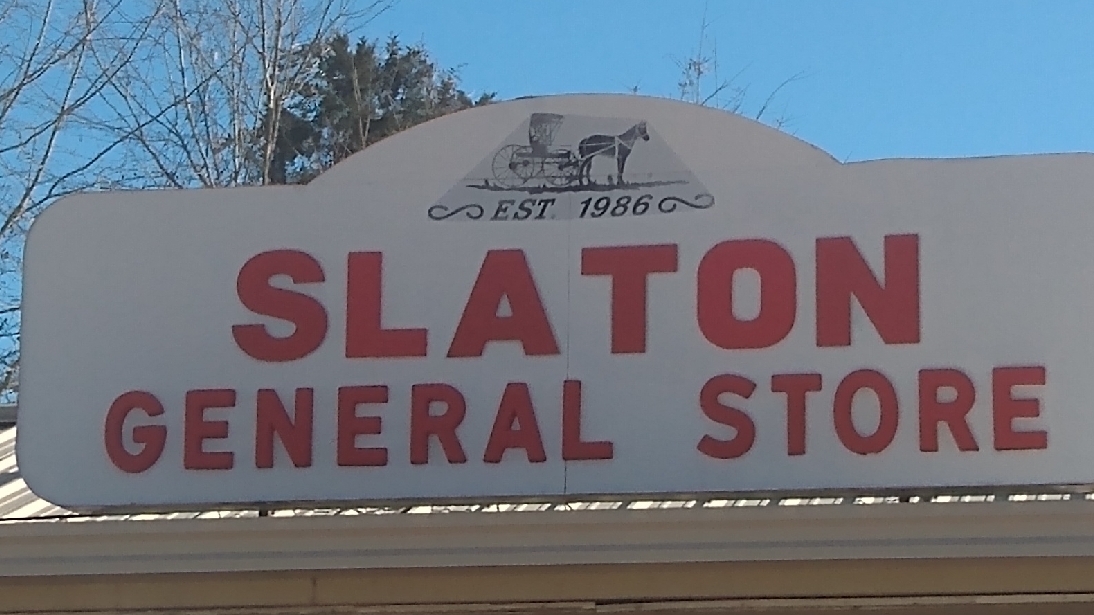 EST. 1986
SLATON
GENERAL STORE